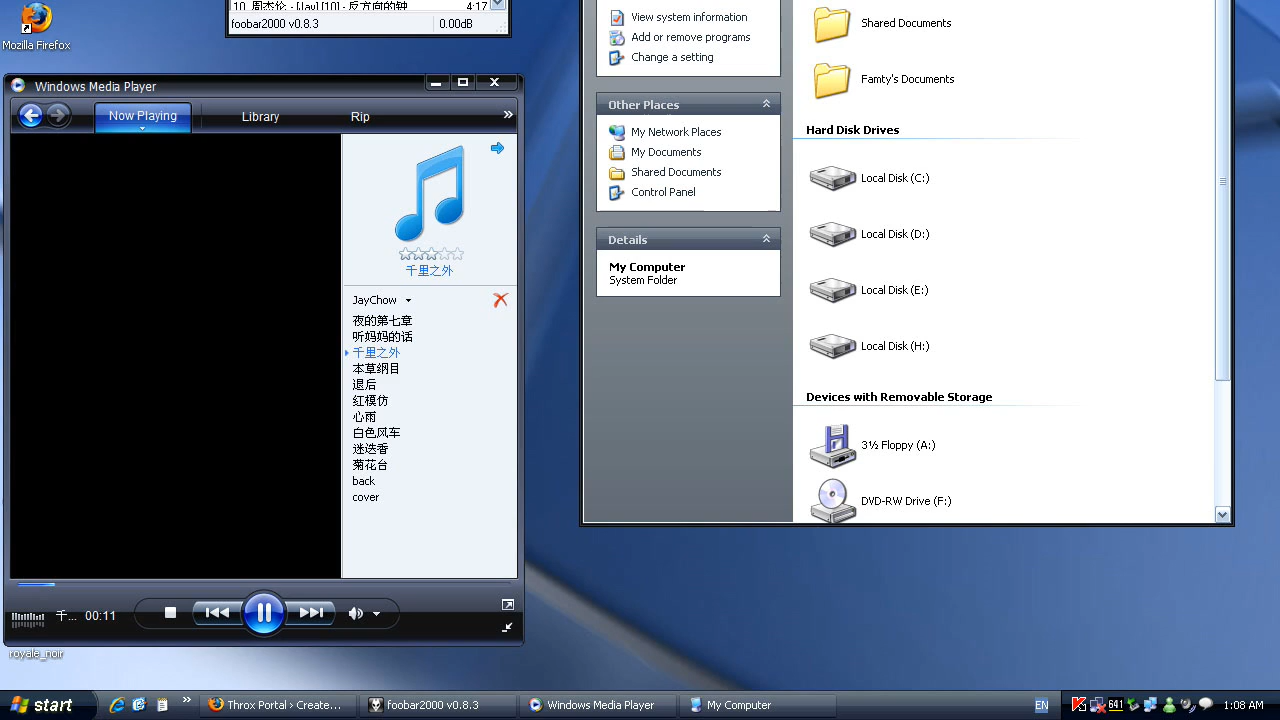 10. 周杰伦 - [Jay] [10] - 反方向的钟 4:17
foobar2000 v0.8.3 0.00dB
Mozilla Firefox
Windows Media Player
Now Playing Library Rip »
千里之外
JayChow
夜的第七章
听妈妈的话
千里之外
本草纲目
退后
红模仿
心雨
白色风车
迷迭香
菊花台
back
cover
千... 00:11
royale_noir
View system information
Add or remove programs
Change a setting
Other Places
My Network Places
My Documents
Shared Documents
Control Panel
Details
My Computer
System Folder
Shared Documents
Famty's Documents
Hard Disk Drives
Local Disk (C:)
Local Disk (D:)
Local Disk (E:)
Local Disk (H:)
Devices with Removable Storage
3½ Floppy (A:)
DVD-RW Drive (F:)
start » Throx Portal › Create... foobar2000 v0.8.3 Windows Media Player My Computer EN 641 1:08 AM